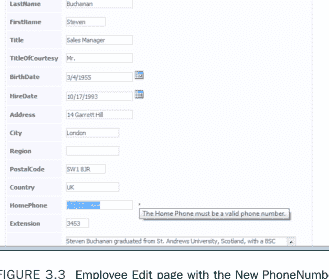 LastName Buchanan
FirstName Steven
Title Sales Manager
TitleOfCourtesy Mr.
BirthDate 3/4/1955
HireDate 10/17/1993
Address 14 Garrett Hill
City London
Region
PostalCode SW1 8JR
Country UK
HomePhone *
The Home Phone must be a valid phone number.
Extension 3453
Steven Buchanan graduated from St. Andrews University, Scotland, with a BSC
FIGURE 3.3 Employee Edit page with the New PhoneNumb